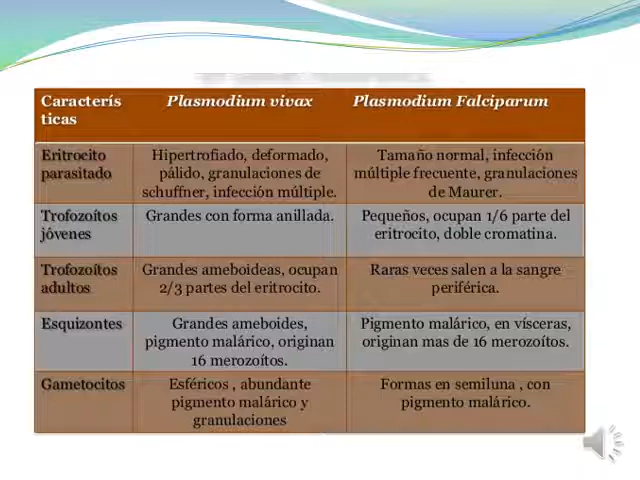 Caracterís
ticas
Plasmodium vivax
Plasmodium Falciparum
Eritrocito
parasitado
Hipertrofiado, deformado,
pálido, granulaciones de
schuffner, infección múltiple.
Tamaño normal, infección
múltiple frecuente, granulaciones
de Maurer.
Trofozoítos
jóvenes
Grandes con forma anillada.
Pequeños, ocupan 1/6 parte del
eritrocito, doble cromatina.
Trofozoítos
adultos
Grandes ameboideas, ocupan
2/3 partes del eritrocito.
Raras veces salen a la sangre
periférica.
Esquizontes
Grandes ameboides,
pigmento malárico, originan
16 merozoítos.
Pigmento malárico, en vísceras,
originan mas de 16 merozoítos.
Gametocitos
Esféricos , abundante
pigmento malárico y
granulaciones
Formas en semiluna , con
pigmento malárico.